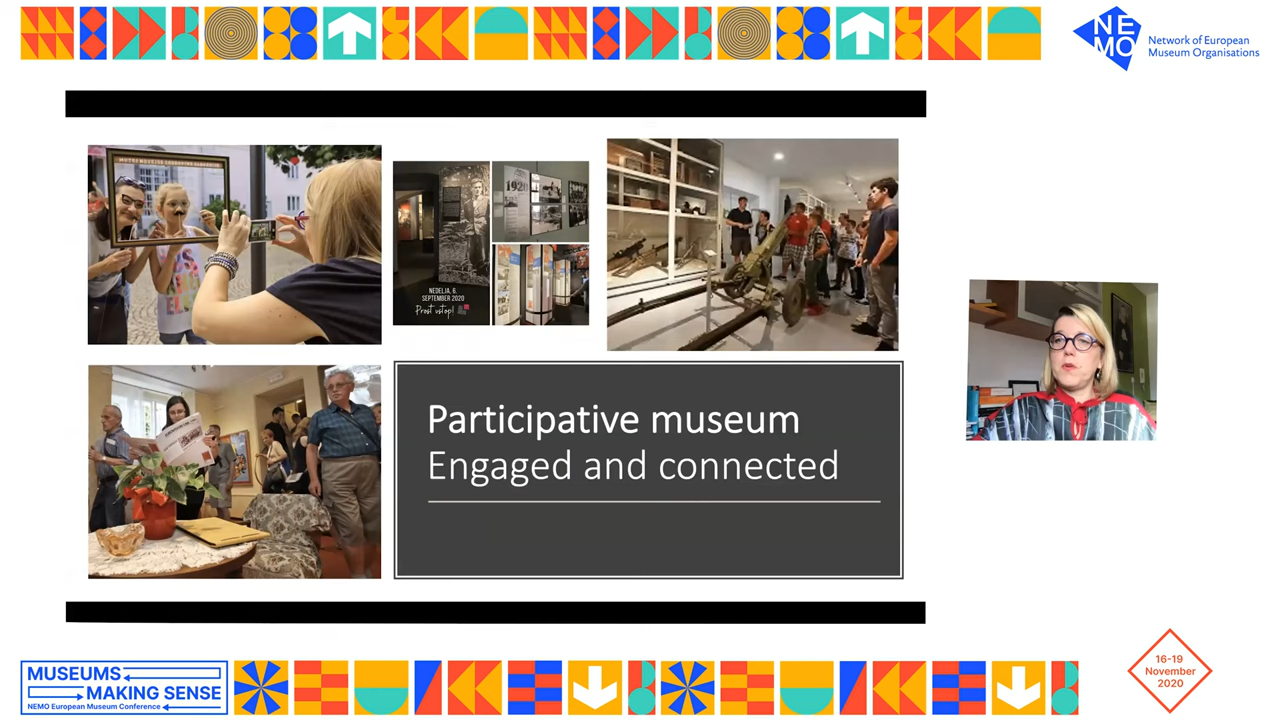 NE
MO
Network of European
Museum Organisations
1920
NEDELJA, 6.
SEPTEMBER 2020
Prost vstop!
Participative museum
Engaged and connected
MUSEUMS
MAKING SENSE
NEMO European Museum Conference
16-19
November
2020